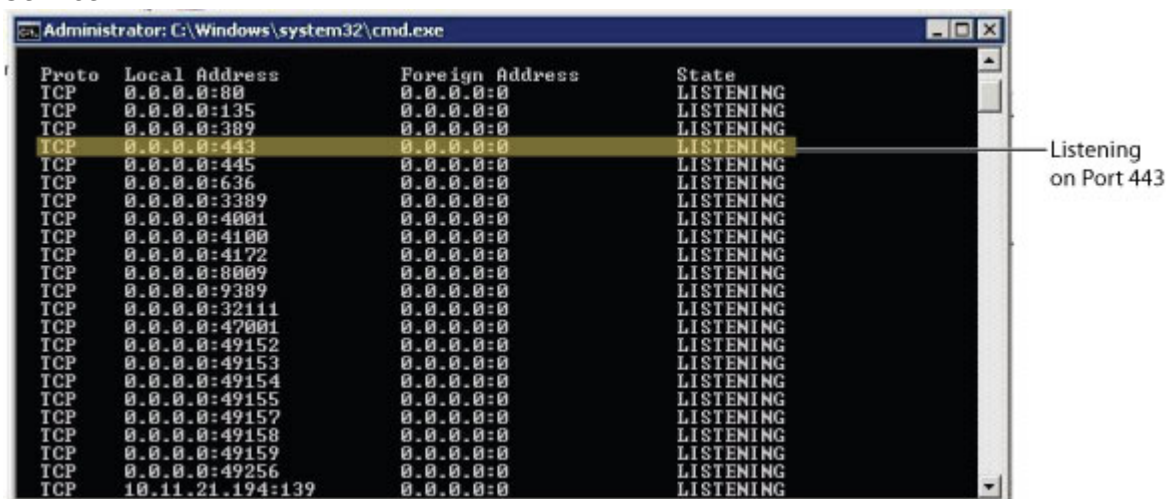 Administrator: C:\Windows\system32\cmd.exe
Proto Local Address Foreign Address State
TCP 0.0.0.0:80 0.0.0.0:0 LISTENING
TCP 0.0.0.0:135 0.0.0.0:0 LISTENING
TCP 0.0.0.0:389 0.0.0.0:0 LISTENING
TCP 0.0.0.0:443 0.0.0.0:0 LISTENING
TCP 0.0.0.0:445 0.0.0.0:0 LISTENING
TCP 0.0.0.0:636 0.0.0.0:0 LISTENING
TCP 0.0.0.0:3389 0.0.0.0:0 LISTENING
TCP 0.0.0.0:4001 0.0.0.0:0 LISTENING
TCP 0.0.0.0:4100 0.0.0.0:0 LISTENING
TCP 0.0.0.0:4172 0.0.0.0:0 LISTENING
TCP 0.0.0.0:8009 0.0.0.0:0 LISTENING
TCP 0.0.0.0:9389 0.0.0.0:0 LISTENING
TCP 0.0.0.0:32111 0.0.0.0:0 LISTENING
TCP 0.0.0.0:47001 0.0.0.0:0 LISTENING
TCP 0.0.0.0:49152 0.0.0.0:0 LISTENING
TCP 0.0.0.0:49153 0.0.0.0:0 LISTENING
TCP 0.0.0.0:49154 0.0.0.0:0 LISTENING
TCP 0.0.0.0:49155 0.0.0.0:0 LISTENING
TCP 0.0.0.0:49157 0.0.0.0:0 LISTENING
TCP 0.0.0.0:49158 0.0.0.0:0 LISTENING
TCP 0.0.0.0:49159 0.0.0.0:0 LISTENING
TCP 0.0.0.0:49256 0.0.0.0:0 LISTENING
TCP 10.11.21.194:139 0.0.0.0:0 LISTENING
Listening
on Port 443